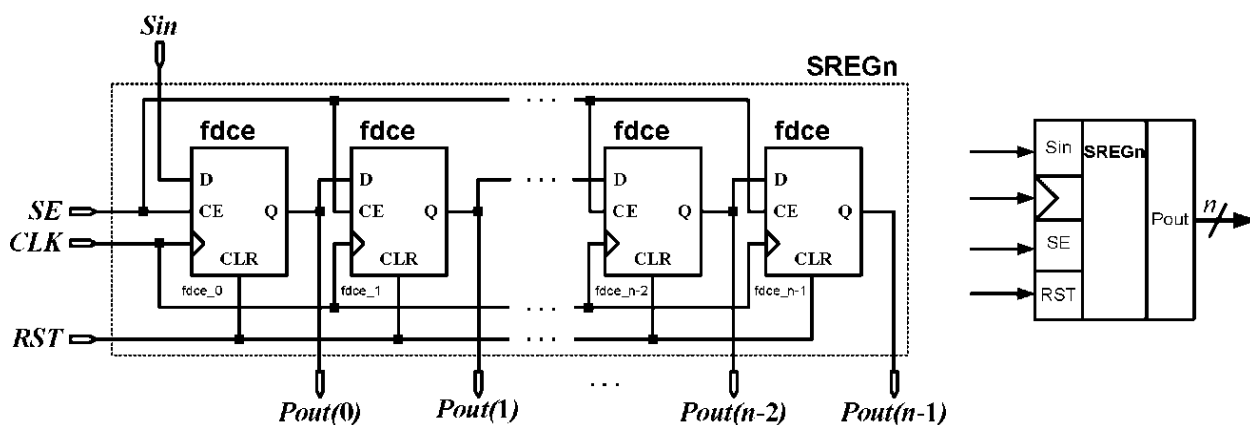 Sin
SREGn
fdce fdce . . . fdce fdce
D D . . . D D
SE CE Q CE Q CE Q CE Q
CLK
CLR CLR CLR CLR
fdce_0 fdce_1 fdce_n-2 fdce_n-1
. . .
RST . . .
. . .
Pout(0) Pout(1) Pout(n-2) Pout(n-1)
Sin SREGn
Pout n
SE
RST